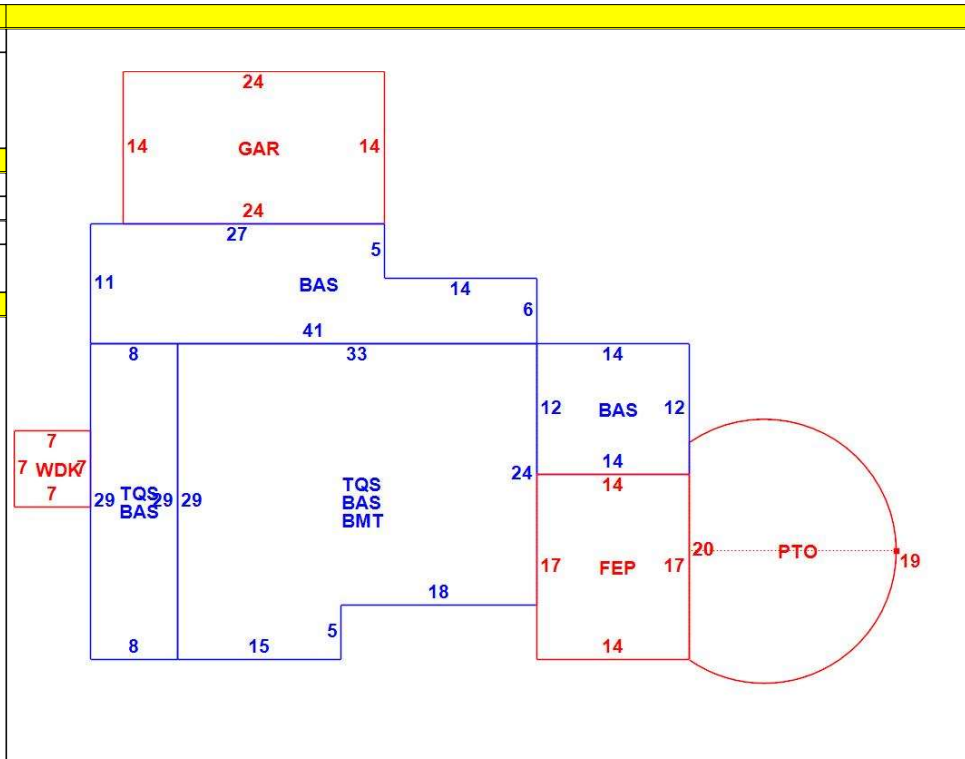 24
14 GAR 14
24
27
5
11 BAS
14
6
41
8 33 14
12 BAS 12
14
7
7 WDK 7
7
24
14
29 TQS 29 29
BAS
TQS
BAS
BMT
20 PTO 19
17 FEP 17
18
5
8 15 14